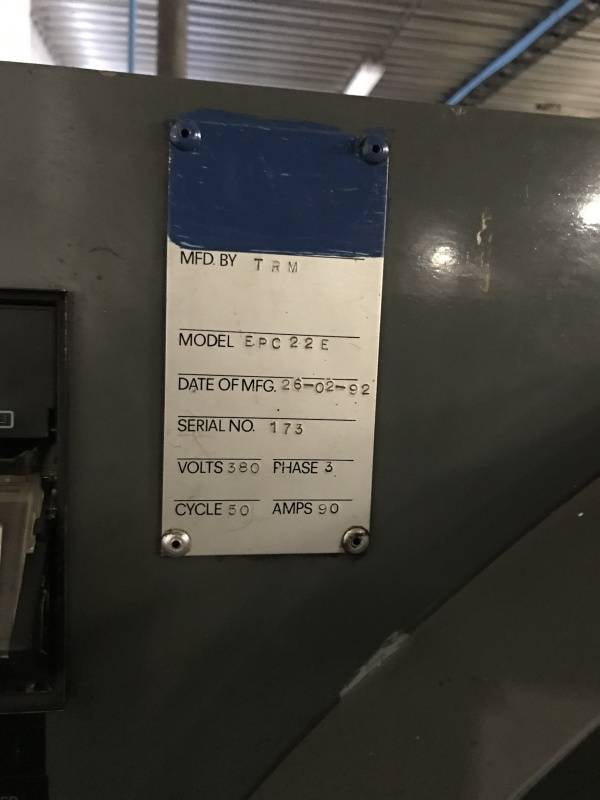 MFD. BY TRM
MODEL EPC 22 E
DATE OF MFG. 26-02-92
SERIAL NO. 173
VOLTS 380 PHASE 3
CYCLE 50 AMPS 90